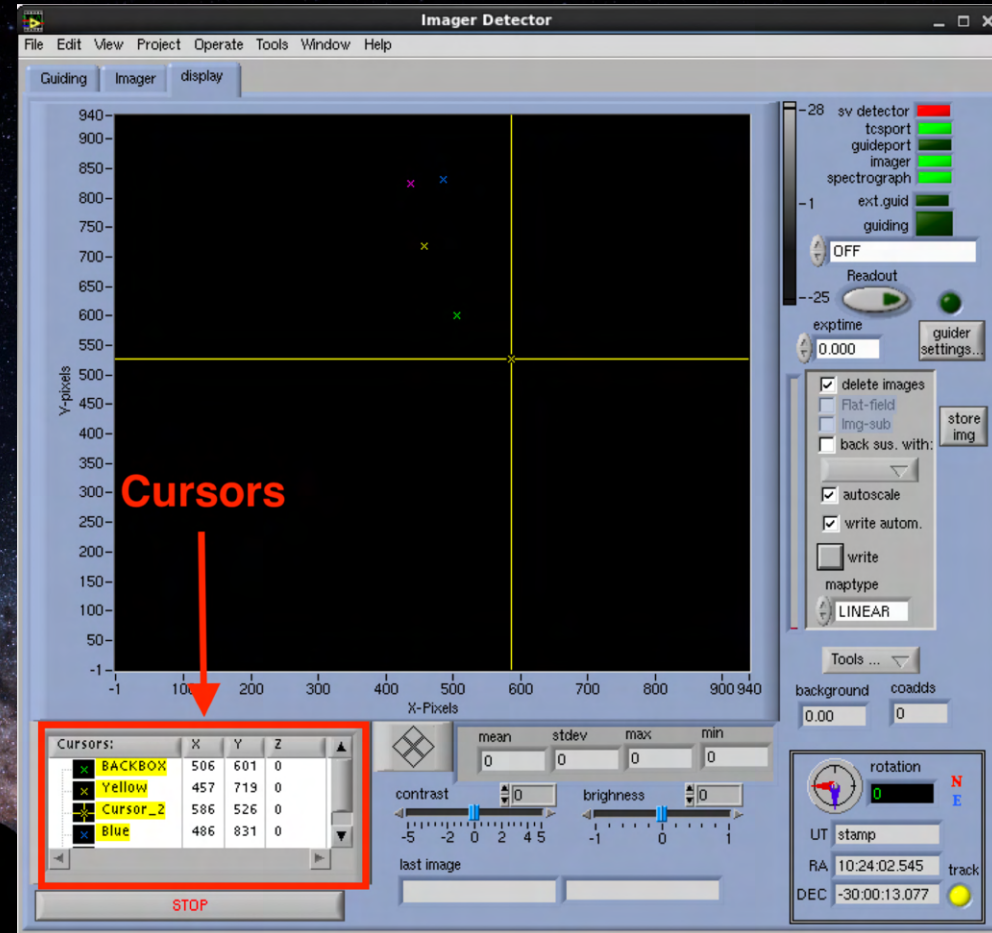 Imager Detector
File Edit View Project Operate Tools Window Help
Guiding Imager display
940
900
850
800
750
700
650
600
550
500
450
400
350
300
250
200
150
100
50
-1
Y-pixels
-1 100 200 300 400 500 600 700 800 900 940
X-Pixels
Cursors
28
-1
-25
sv detector
tcsport
guideport
imager
spectrograph
ext.guid
guiding
OFF
Readout
exptime
0.000
guider
settings...
delete images
Flat-field
Img-sub
back sus. with:
autoscale
write autom.
write
maptype
LINEAR
store
img
Tools ...
background coadds
0.00 0
Cursors: X Y Z
BACKBOX 506 601 0
Yellow 457 719 0
Cursor_2 586 526 0
Blue 486 831 0
STOP
mean stdev max min
0 0 0 0
contrast 0
-5 -2 0 2 4 5
brighness 0
-1 0 1
last image
rotation
0
N
E
UT stamp
RA 10:24:02.545
track
DEC -30:00:13.077